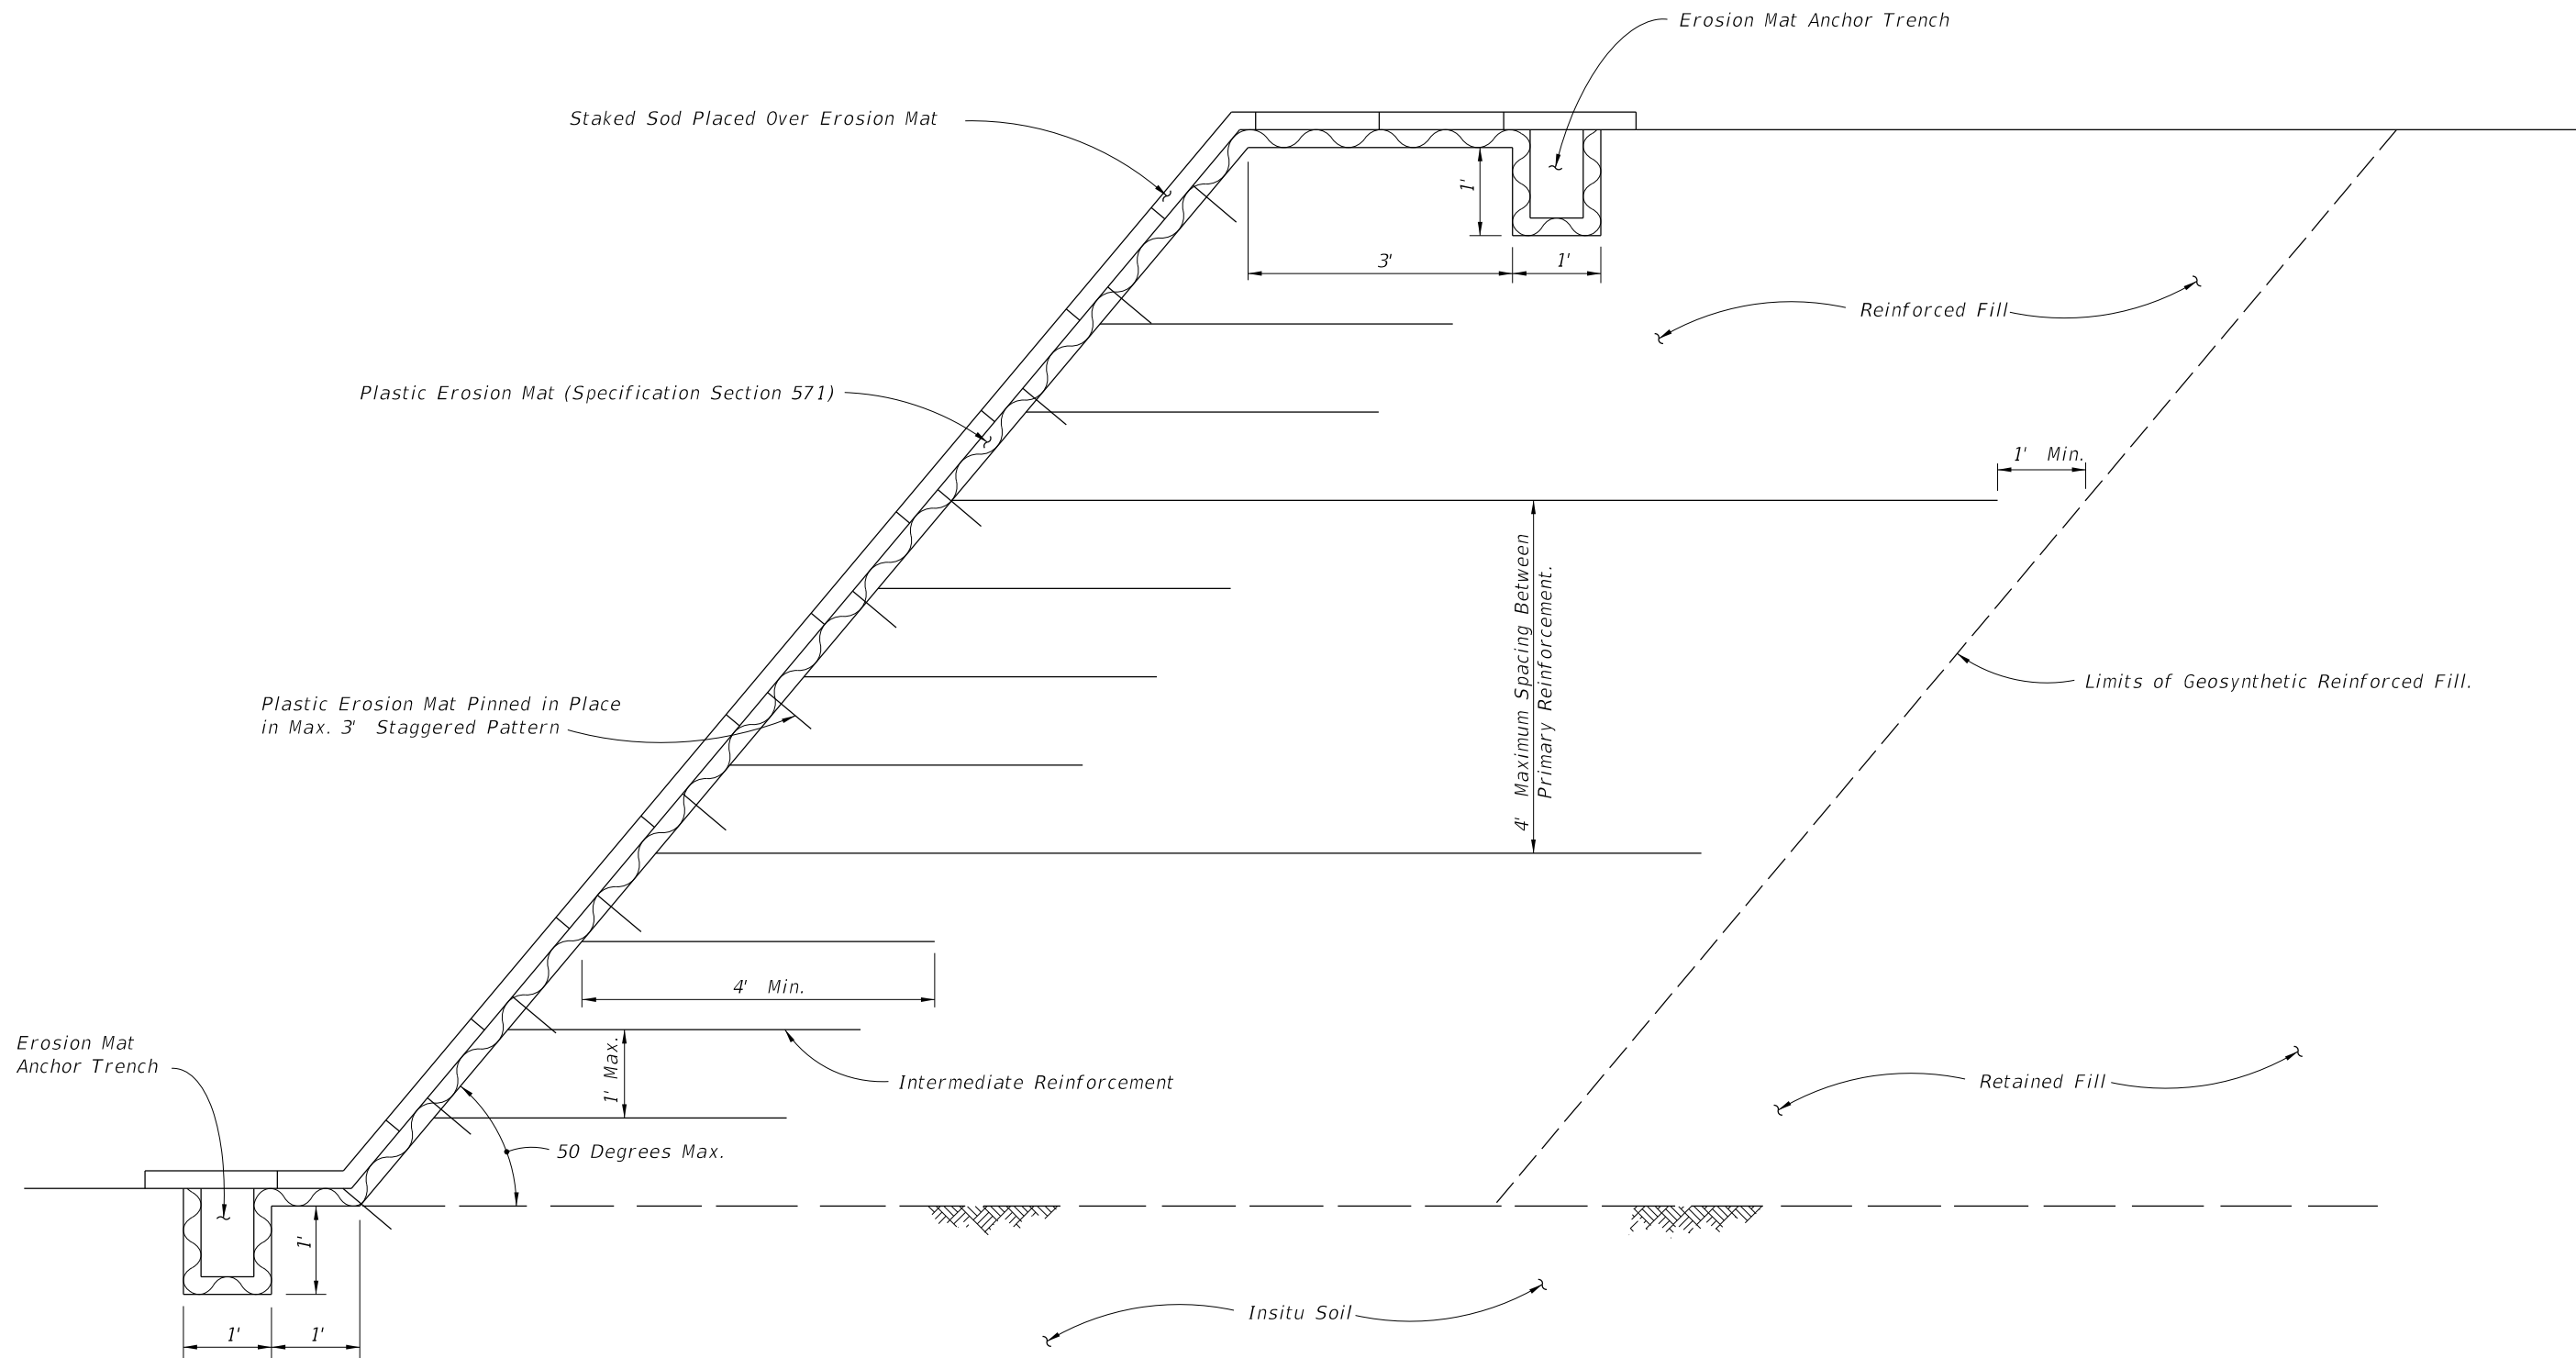 Erosion Mat Anchor Trench
Staked Sod Placed Over Erosion Mat
1'
3'
1'
Reinforced Fill
Plastic Erosion Mat (Specification Section 571)
1' Min.
4' Maximum Spacing Between
Primary Reinforcement.
Limits of Geosynthetic Reinforced Fill.
Plastic Erosion Mat Pinned in Place
in Max. 3' Staggered Pattern
4' Min.
Erosion Mat
Anchor Trench
1' Max.
Intermediate Reinforcement
Retained Fill
50 Degrees Max.
1'
Insitu Soil
1'
1'